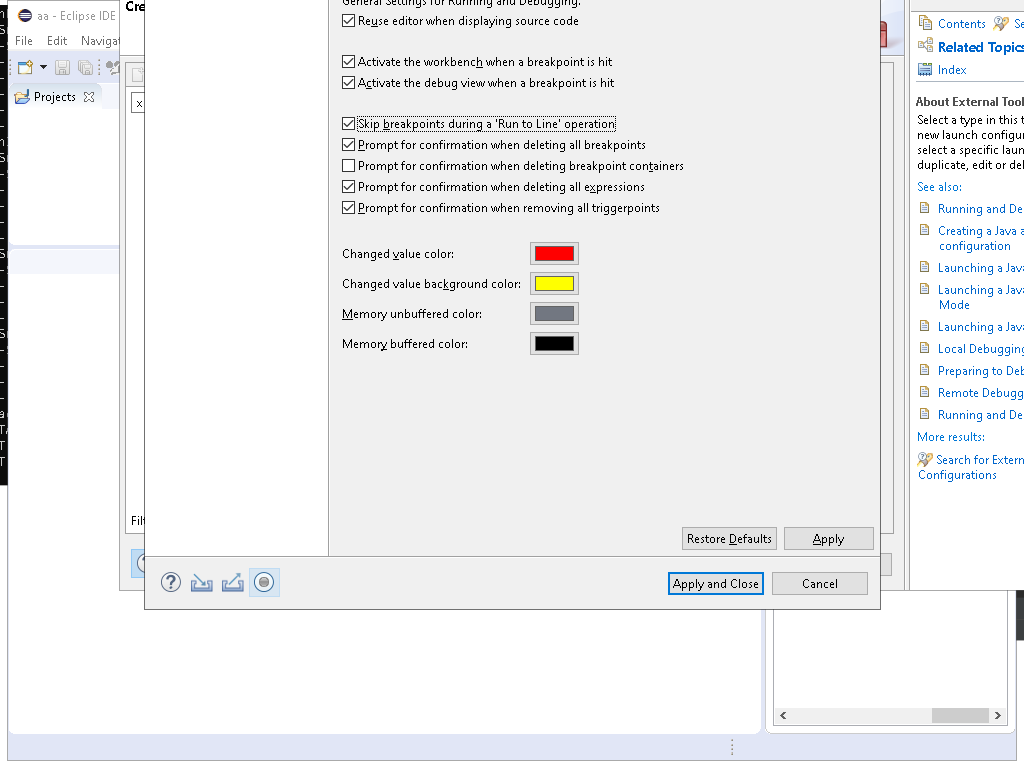 aa - Eclipse IDE
Cre
File Edit Navigat
Projects
x
Filt
General Settings for Running and Debugging.
Reuse editor when displaying source code
Activate the workbench when a breakpoint is hit
Activate the debug view when a breakpoint is hit
Skip breakpoints during a 'Run to Line' operation
Prompt for confirmation when deleting all breakpoints
Prompt for confirmation when deleting breakpoint containers
Prompt for confirmation when deleting all expressions
Prompt for confirmation when removing all triggerpoints
Changed value color:
Changed value background color:
Memory unbuffered color:
Memory buffered color:
Restore Defaults Apply
Apply and Close Cancel
Contents Se
Related Topics
Index
About External Tool
Select a type in this t
new launch configur
select a specific laun
duplicate, edit or del
See also:
Running and De
Creating a Java a
configuration
Launching a Java
Launching a Java
Mode
Launching a Java
Local Debugging
Preparing to Deb
Remote Debugg
Running and De
More results:
Search for Extern
Configurations